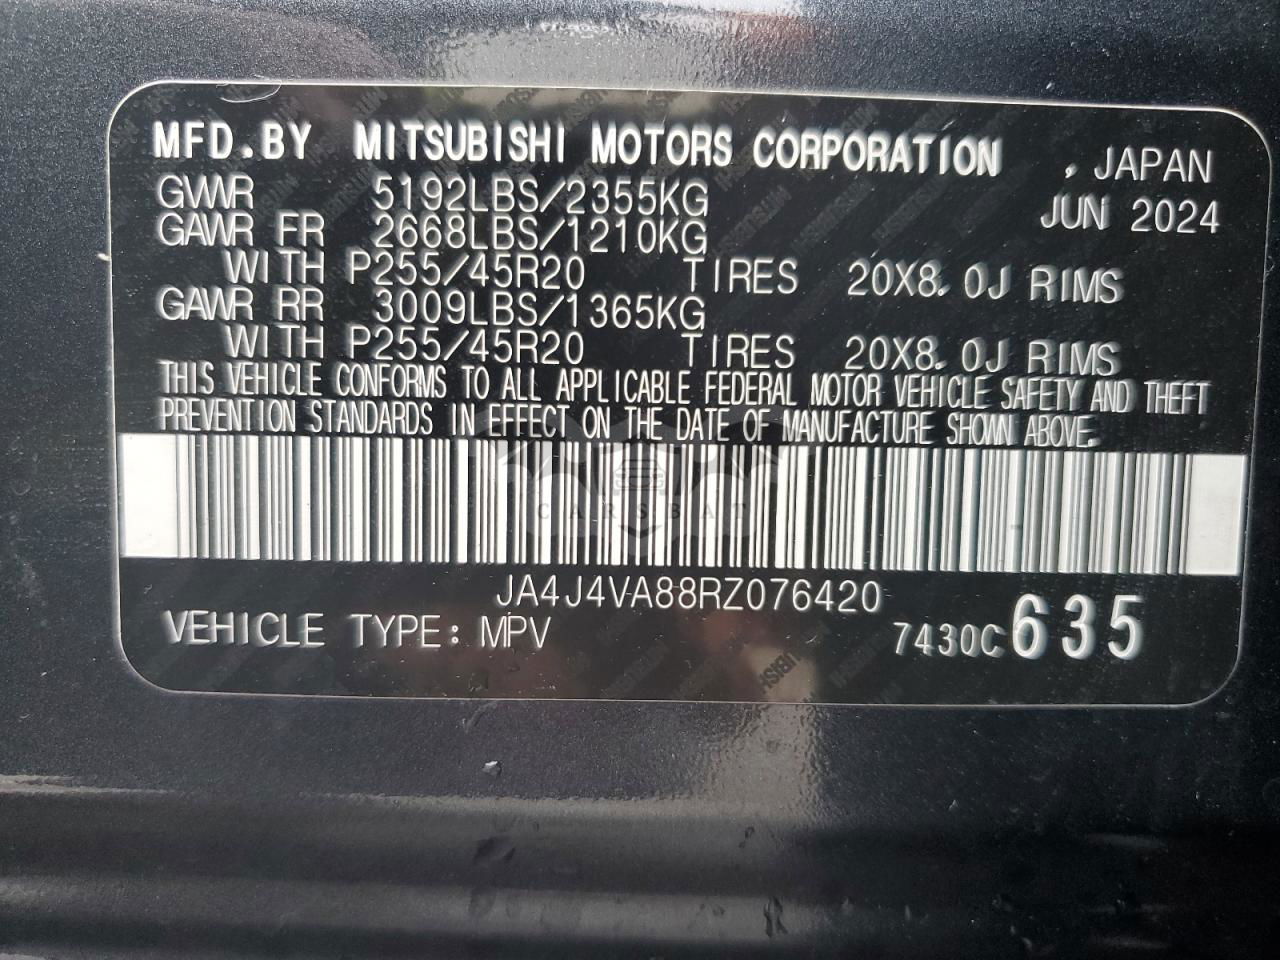 MFD.BY MITSUBISHI MOTORS CORPORATION , JAPAN
GVWR 5192LBS/2355KG JUN 2024
GAWR FR 2668LBS/1210KG
WITH P255/45R20 TIRES 20X8.0J RIMS
GAWR RR 3009LBS/1365KG
WITH P255/45R20 TIRES 20X8.0J RIMS
THIS VEHICLE CONFORMS TO ALL APPLICABLE FEDERAL MOTOR VEHICLE SAFETY AND THEFT
PREVENTION STANDARDS IN EFFECT ON THE DATE OF MANUFACTURE SHOWN ABOVE.
CARSBAT
JA4J4VA88RZ076420
VEHICLE TYPE: MPV 7430C 635